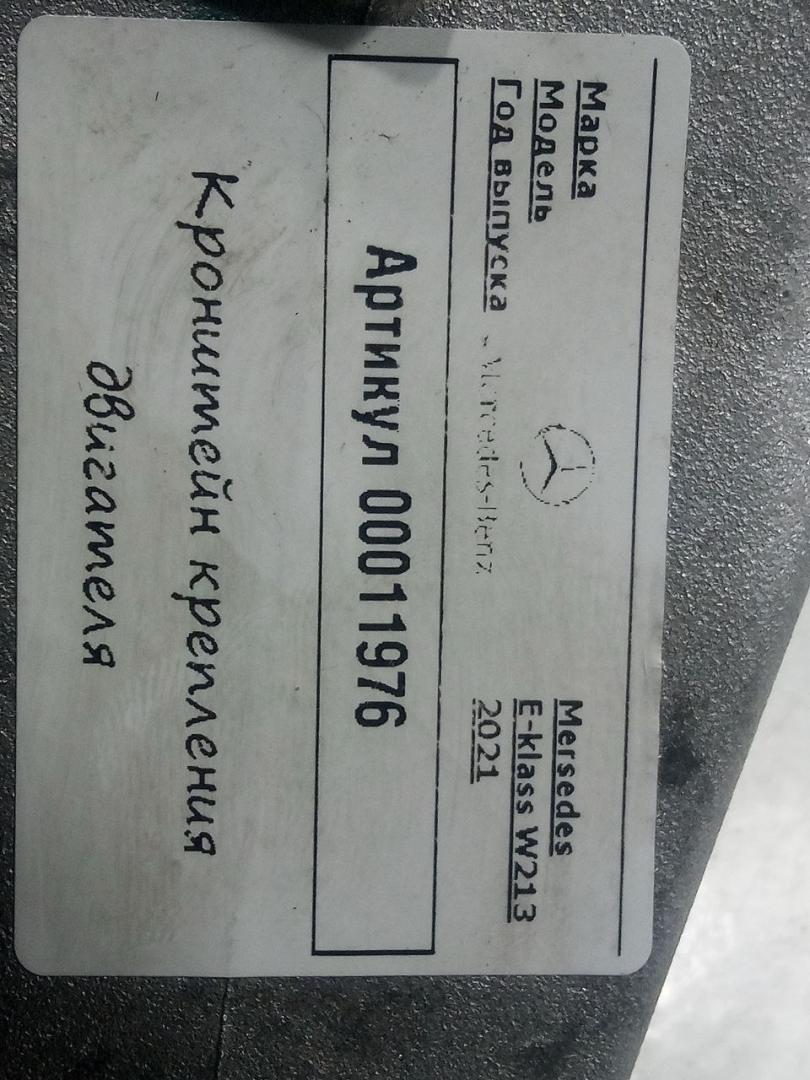 Марка
Mersedes
Модель
E-klass W213
Год выпуска
2021
Mercedes-Benz
Артикул 00011976
Кронштейн крепления
двигателя